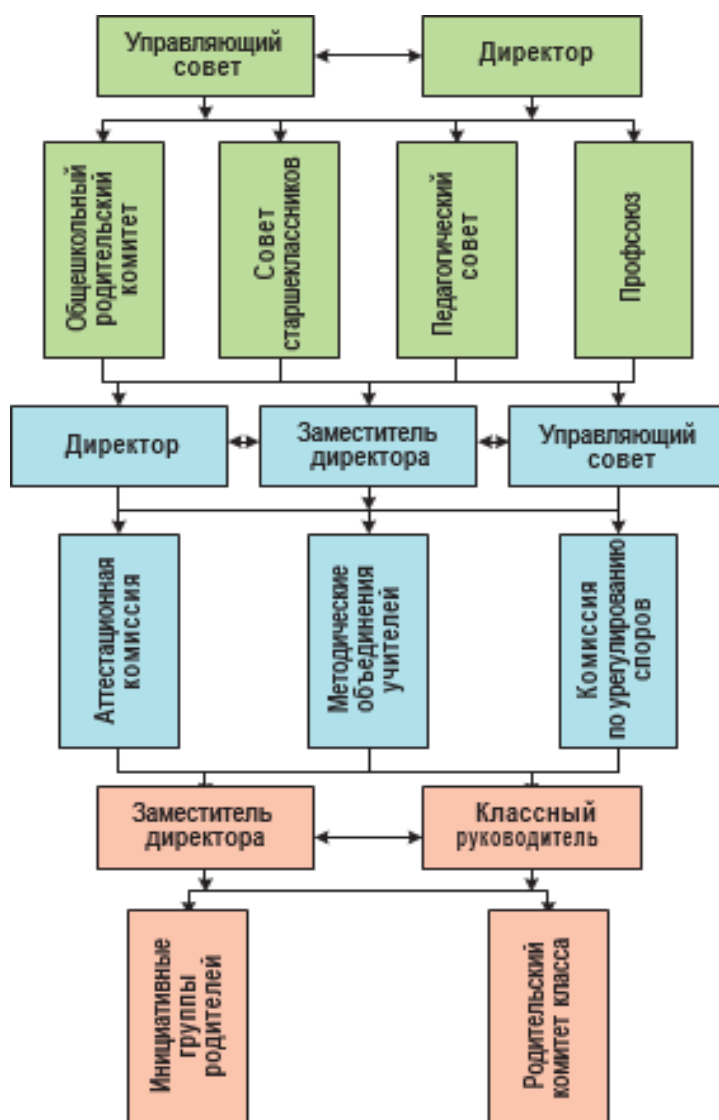 Управляющий
совет
Директор
Общешкольный
родительский
комитет
Совет
старшеклассников
Педагогический
совет
Профсоюз
Директор
Заместитель
директора
Управляющий
совет
Аттестационная
комиссия
Методические
объединения
учителей
Комиссия
по урегулированию
споров
Заместитель
директора
Классный
руководитель
Инициативные
группы
родителей
Родительский
комитет класса